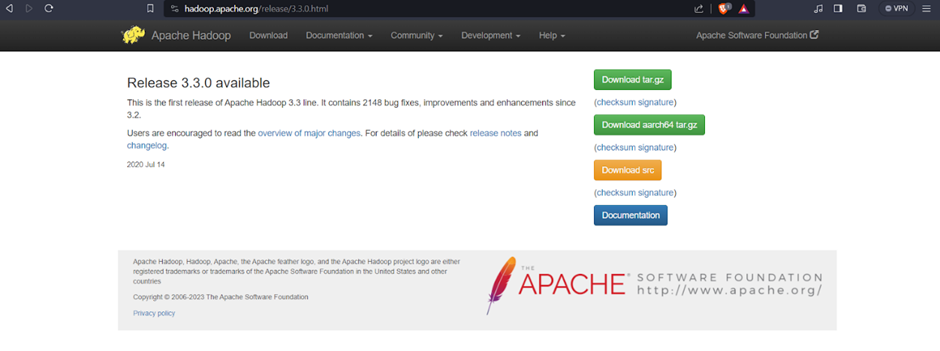 hadoop.apache.org/release/3.3.0.html
VPN
Apache Hadoop Download Documentation Community Development Help Apache Software Foundation
Release 3.3.0 available
This is the first release of Apache Hadoop 3.3 line. It contains 2148 bug fixes, improvements and enhancements since
3.2.
Users are encouraged to read the overview of major changes. For details of please check release notes and
changelog.
2020 Jul 14
Download tar.gz
(checksum signature)
Download aarch64 tar.gz
(checksum signature)
Download src
(checksum signature)
Documentation
Apache Hadoop, Hadoop, Apache, the Apache feather logo, and the Apache Hadoop project logo are either
registered trademarks or trademarks of the Apache Software Foundation in the United States and other
countries
Copyright © 2006-2023 The Apache Software Foundation
Privacy policy
THE
APACHE® SOFTWARE FOUNDATION
http://www.apache.org/